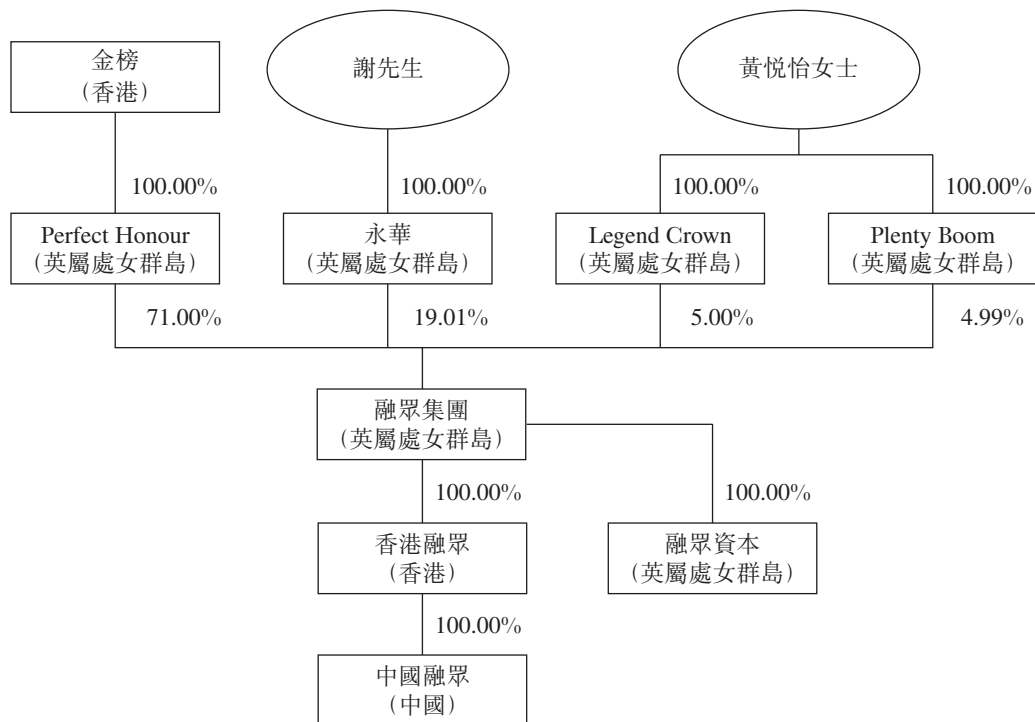 金榜
(香港)
謝先生
黃悅怡女士
100.00%
100.00%
100.00%
100.00%
Perfect Honour
(英屬處女群島)
永華
(英屬處女群島)
Legend Crown
(英屬處女群島)
Plenty Boom
(英屬處女群島)
71.00%
19.01%
5.00%
4.99%
融眾集團
(英屬處女群島)
100.00%
100.00%
香港融眾
(香港)
融眾資本
(英屬處女群島)
100.00%
中國融眾
(中國)